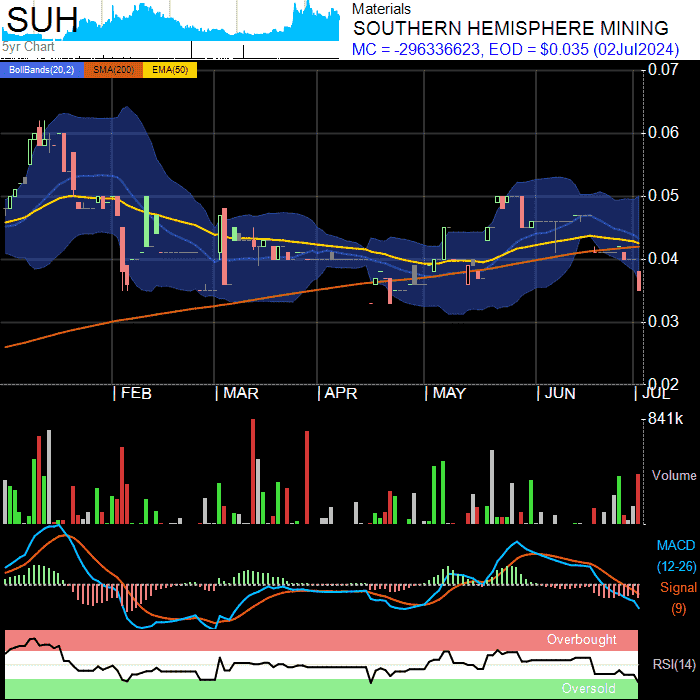 SUH
5yr Chart
Materials
SOUTHERN HEMISPHERE MINING
MC = -296336623, EOD = $0.035 (02Jul2024)
BollBands(20,2) SMA(200) EMA(50)
0.07
0.06
0.05
0.04
0.03
0.02
FEB MAR APR MAY JUN JUL
841k
Volume
MACD
(12-26)
Signal
(9)
Overbought
RSI(14)
Oversold